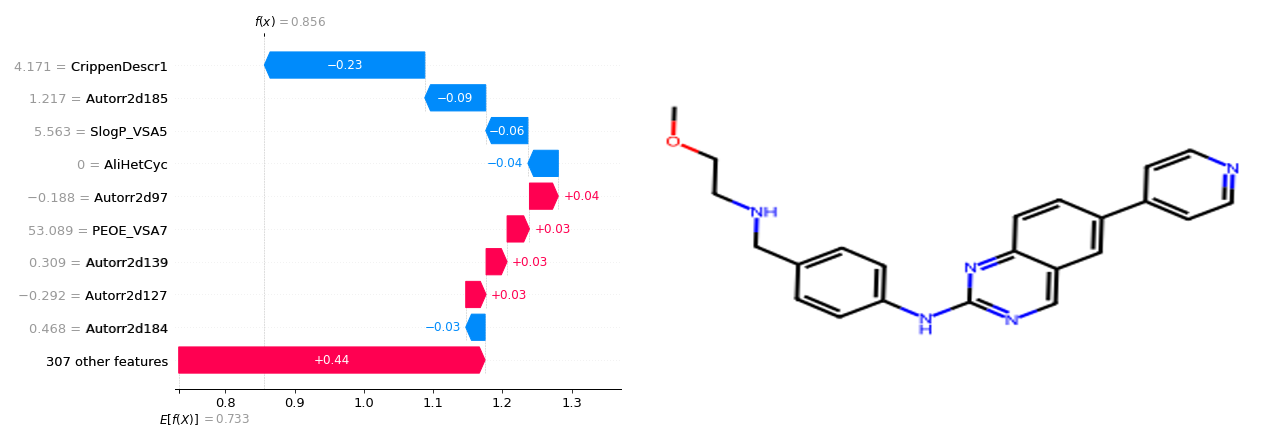 f(x) = 0.856
4.171 = CrippenDescr1
−0.23
1.217 = Autorr2d185
−0.09
5.563 = SlogP_VSA5
−0.06
0 = AliHetCyc
−0.04
−0.188 = Autorr2d97
+0.04
53.089 = PEOE_VSA7
+0.03
0.309 = Autorr2d139
+0.03
−0.292 = Autorr2d127
+0.03
0.468 = Autorr2d184
−0.03
307 other features
+0.44
0.8 0.9 1.0 1.1 1.2 1.3
E[f(X)] = 0.733
O
NH
N
H
N
N
N